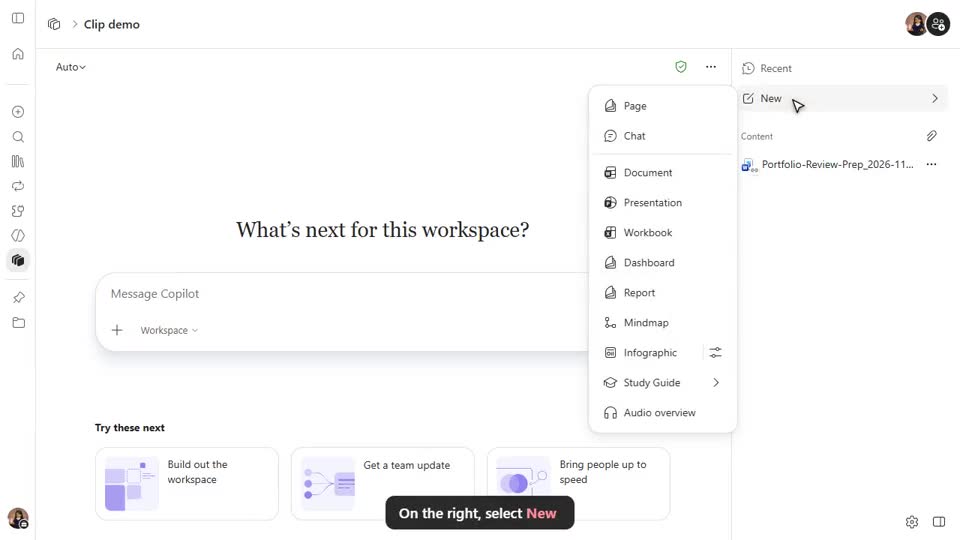 Clip demo
Auto
What's next for this workspace?
Message Copilot
Workspace
Try these next
Build out the
workspace
Get a team update
Bring people up to
speed
Page
Chat
Document
Presentation
Workbook
Dashboard
Report
Mindmap
Infographic
Study Guide
Audio overview
Recent
New
Content
Portfolio-Review-Prep_2026-11...
On the right, select New